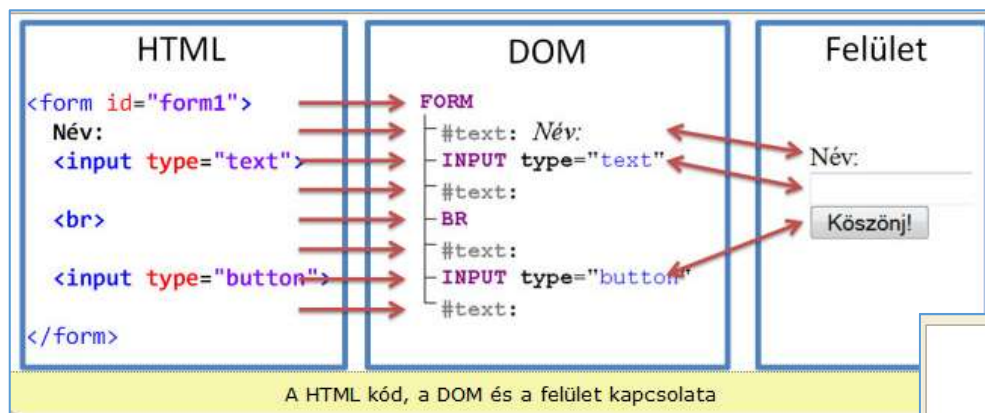 HTML
<form id="form1">
Név:
<input type="text">
<br>
<input type="button">
</form>
DOM
FORM
#text: Név:
INPUT type="text"
#text:
BR
#text:
INPUT type="button"
#text:
Felület
Név:
Köszönj!
A HTML kód, a DOM és a felület kapcsolata